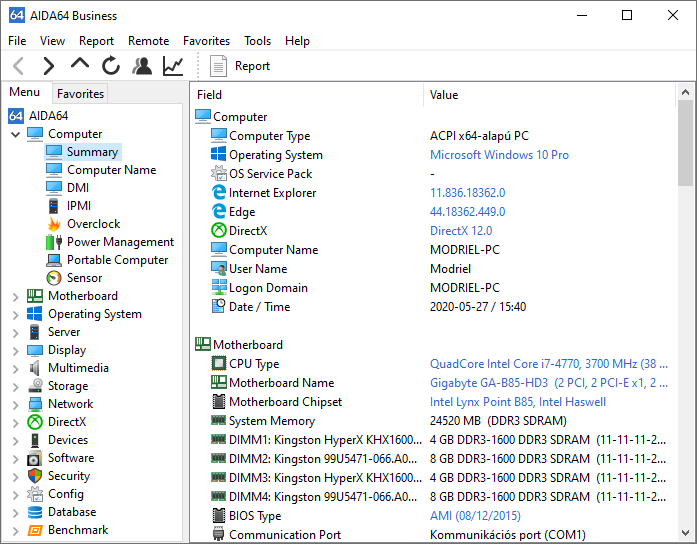 64 AIDA64 Business
File View Report Remote Favorites Tools Help
Report
Menu Favorites
64 AIDA64
Computer
Summary
Computer Name
DMI
IPMI
Overclock
Power Management
Portable Computer
Sensor
Motherboard
Operating System
Server
Display
Multimedia
Storage
Network
DirectX
Devices
Software
Security
Config
Database
Benchmark
Field Value
Computer
Computer Type ACPI x64-alapú PC
Operating System Microsoft Windows 10 Pro
OS Service Pack -
Internet Explorer 11.836.18362.0
Edge 44.18362.449.0
DirectX DirectX 12.0
Computer Name MODRIEL-PC
User Name Modriel
Logon Domain MODRIEL-PC
Date / Time 2020-05-27 / 15:40
Motherboard
CPU Type QuadCore Intel Core i7-4770, 3700 MHz (38 ...
Motherboard Name Gigabyte GA-B85-HD3 (2 PCI, 2 PCI-E x1, 2 ...
Motherboard Chipset Intel Lynx Point B85, Intel Haswell
System Memory 24520 MB (DDR3 SDRAM)
DIMM1: Kingston HyperX KHX1600... 4 GB DDR3-1600 DDR3 SDRAM (11-11-11-2...
DIMM2: Kingston 99U5471-066.A0... 8 GB DDR3-1600 DDR3 SDRAM (11-11-11-2...
DIMM3: Kingston HyperX KHX1600... 4 GB DDR3-1600 DDR3 SDRAM (11-11-11-2...
DIMM4: Kingston 99U5471-066.A0... 8 GB DDR3-1600 DDR3 SDRAM (11-11-11-2...
BIOS Type AMI (08/12/2015)
Communication Port Kommunikációs port (COM1)